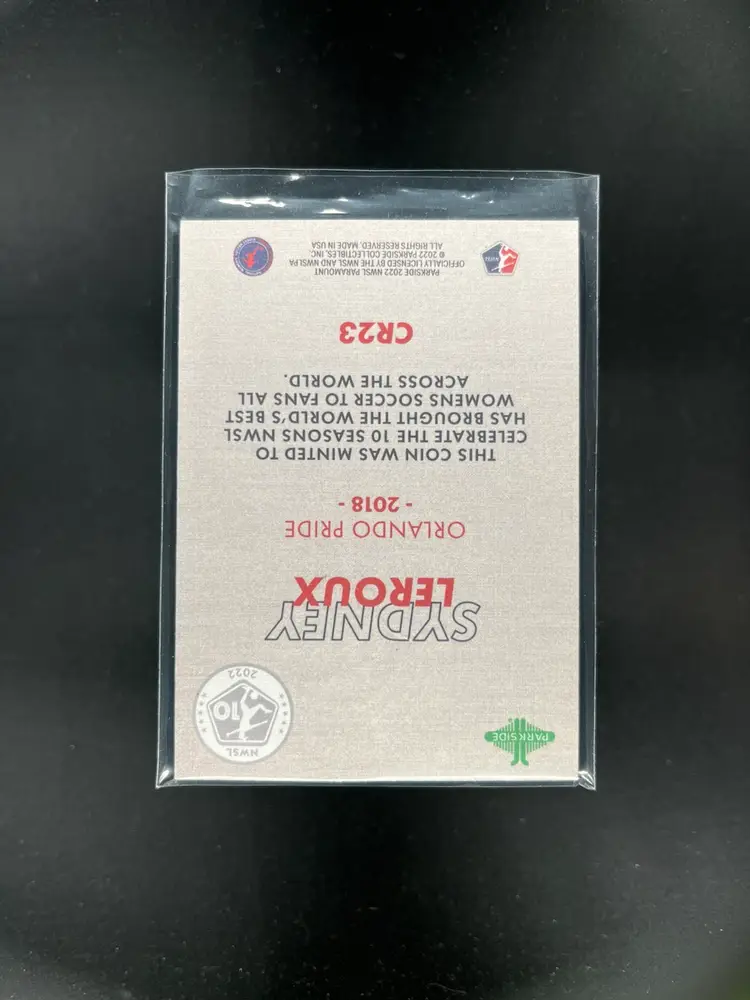 PARKSIDE
NWSL
10
2022
SYDNEY
LEROUX
ORLANDO PRIDE
- 2018 -
THIS COIN WAS MINTED TO
CELEBRATE THE 10 SEASONS NWSL
HAS BROUGHT THE WORLD'S BEST
WOMENS SOCCER TO FANS ALL
ACROSS THE WORLD.
CR23
NWSL
PARKSIDE 2022 NWSL PARAMOUNT
OFFICIALLY LICENSED BY THE NWSL AND NWSLPA
© 2022 PARKSIDE COLLECTIBLES, INC.
ALL RIGHTS RESERVED. MADE IN USA